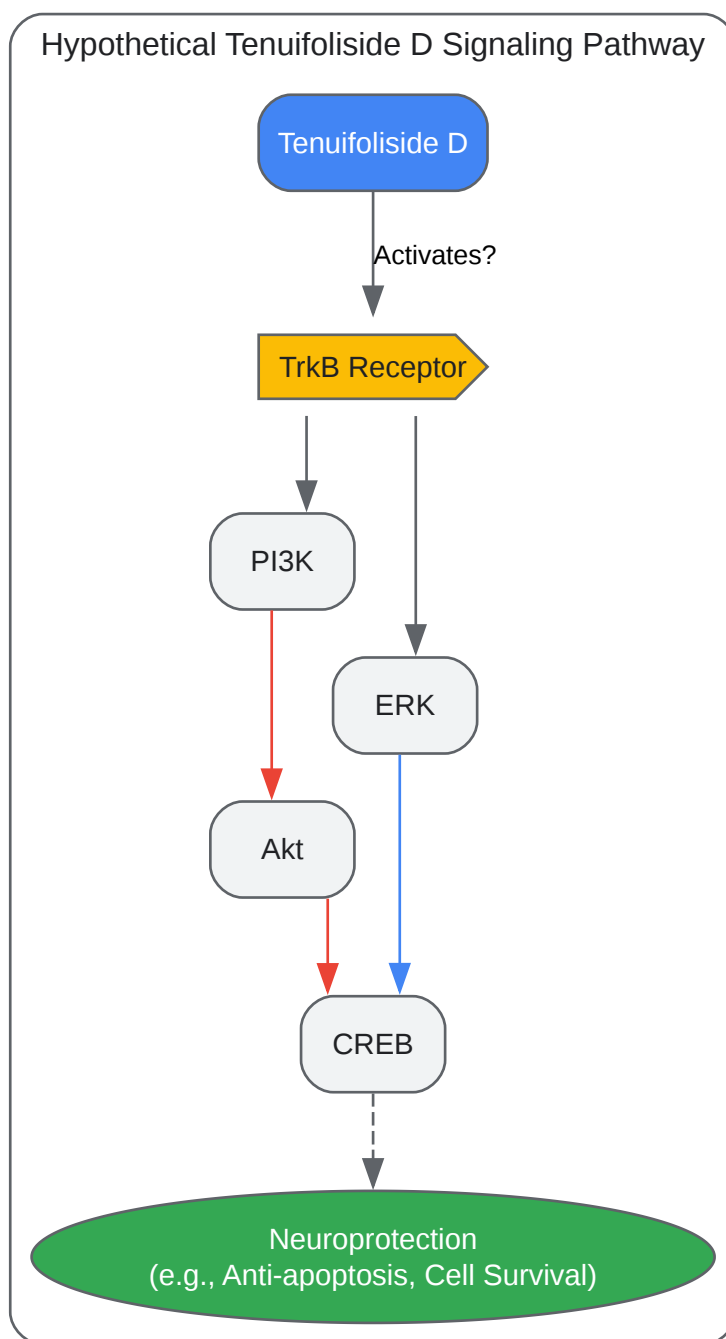 Hypothetical Tenuifoliside D Signaling Pathway
Tenuifoliside D
Activates?
TrkB Receptor
PI3K
ERK
Akt
CREB
Neuroprotection
(e.g., Anti-apoptosis, Cell Survival)